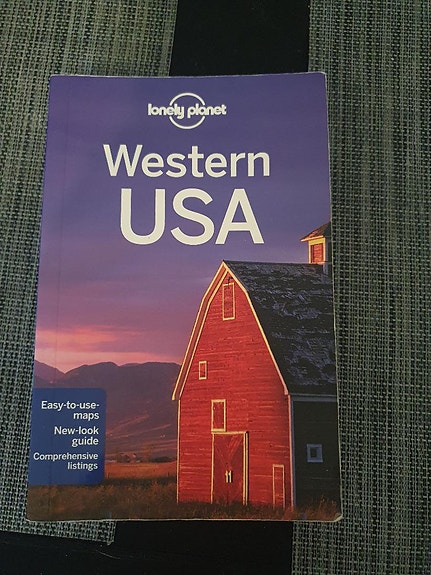 lonely planet
Western
USA
Easy-to-use-
maps
New-look
guide
Comprehensive
listings